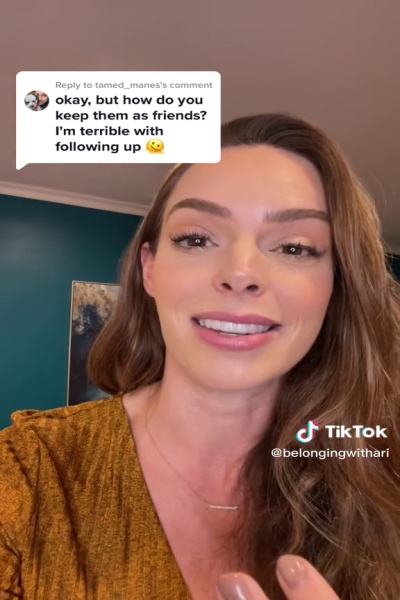 Reply to tamed_manes's comment
okay, but how do you
keep them as friends?
I'm terrible with
following up 🫠
TikTok
@belongingwithari